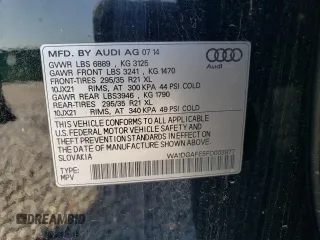 MFD. BY AUDI AG 07 14
GVWR LBS 6889 , KG 3125
GAWR FRONT LBS 3241 , KG 1470
FRONT-TIRES 295/35 R21 XL
10JX21 RIMS, AT 300 KPA 44 PSI COLD
GAWR REAR LBS3946 , KG 1790
REAR-TIRES 295/35 R21 XL
10JX21 RIMS, AT 340 KPA 49 PSI COLD
THIS VEHICLE CONFORMS TO ALL APPLICABLE
FEDERAL MOTOR VEHICLE SAFETY AND
THEFT PREVENTION STANDARDS IN EFFECT ON
THE DATE OF MANUFACTURE SHOWN ABOVE.
SLOVAKIA
TYPE
MPV
Audi